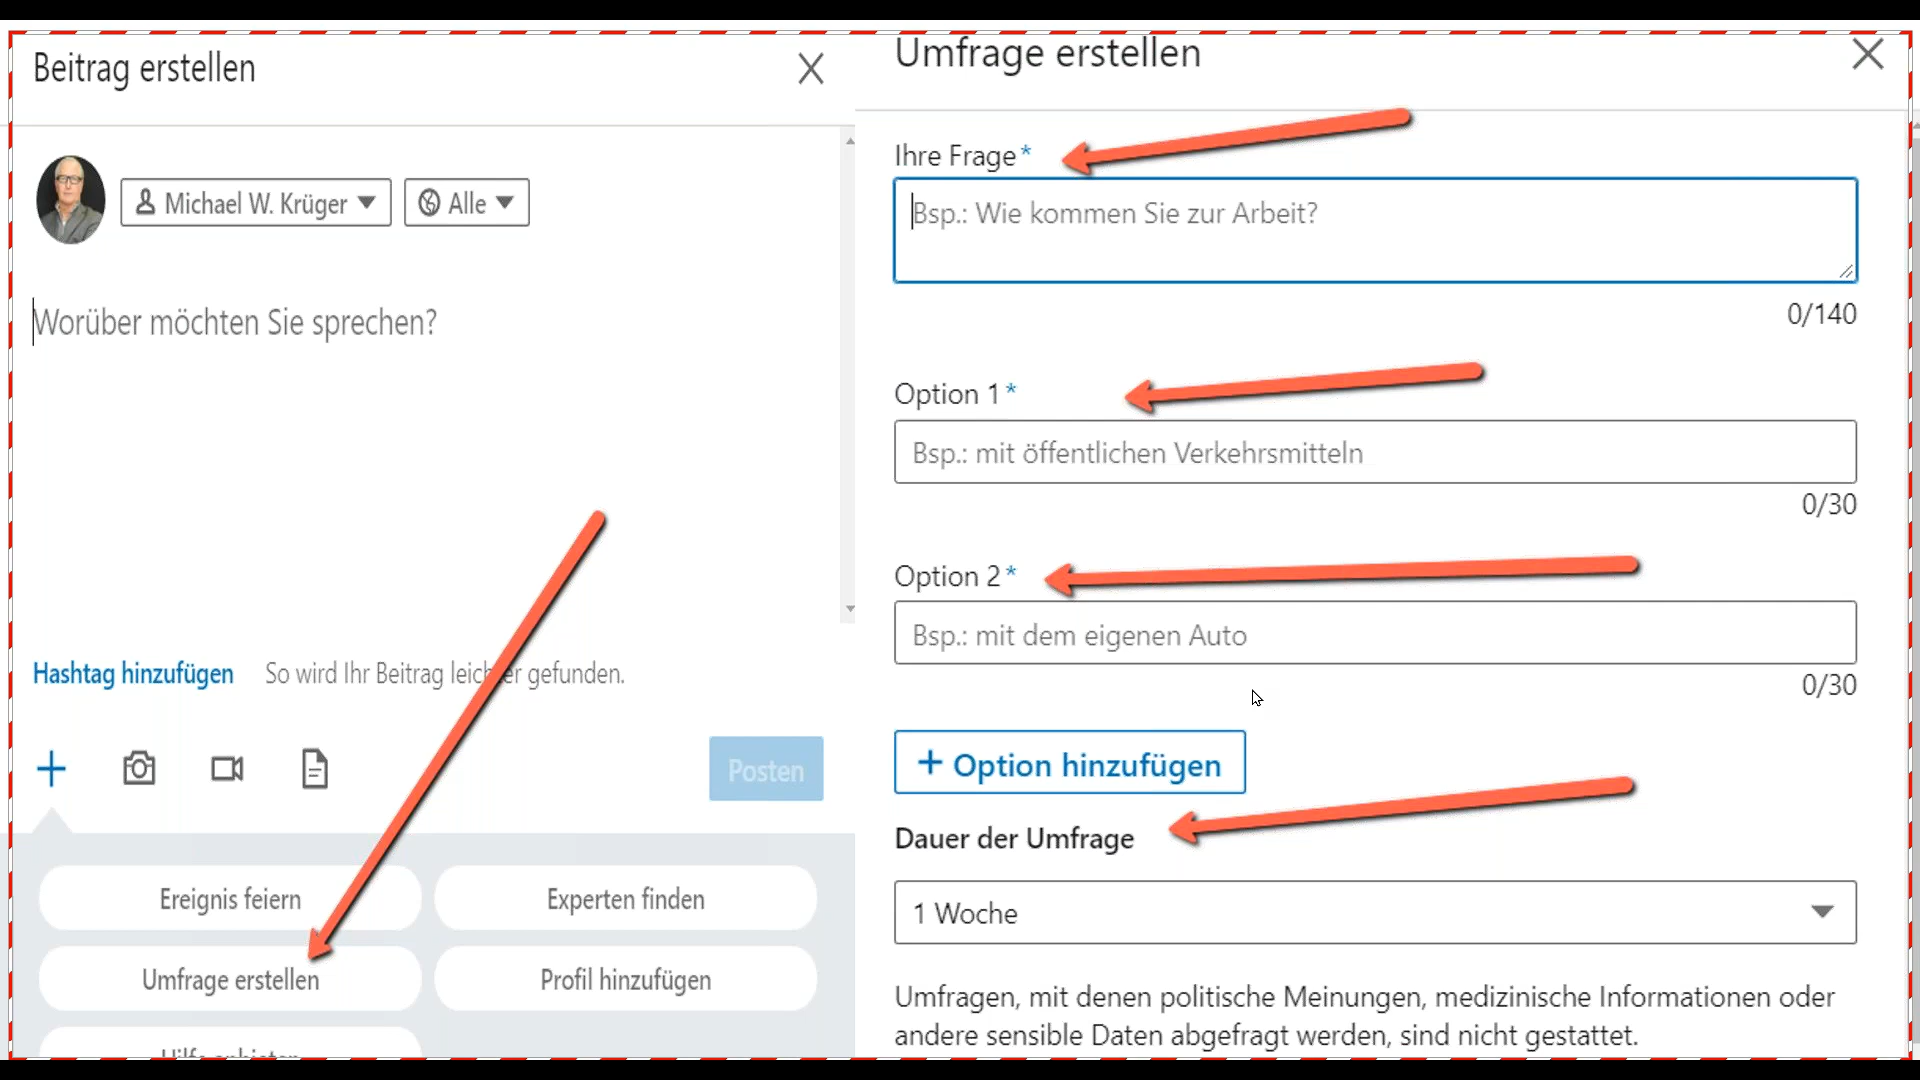 Beitrag erstellen
Michael W. Krüger
Alle
Worüber möchten Sie sprechen?
Hashtag hinzufügen So wird Ihr Beitrag leichter gefunden.
Posten
Ereignis feiern
Experten finden
Umfrage erstellen
Profil hinzufügen
Hilfe anbieten
Umfrage erstellen
Ihre Frage*
Bsp.: Wie kommen Sie zur Arbeit?
0/140
Option 1*
Bsp.: mit öffentlichen Verkehrsmitteln
0/30
Option 2*
Bsp.: mit dem eigenen Auto
0/30
+ Option hinzufügen
Dauer der Umfrage
1 Woche
Umfragen, mit denen politische Meinungen, medizinische Informationen oder
andere sensible Daten abgefragt werden, sind nicht gestattet.